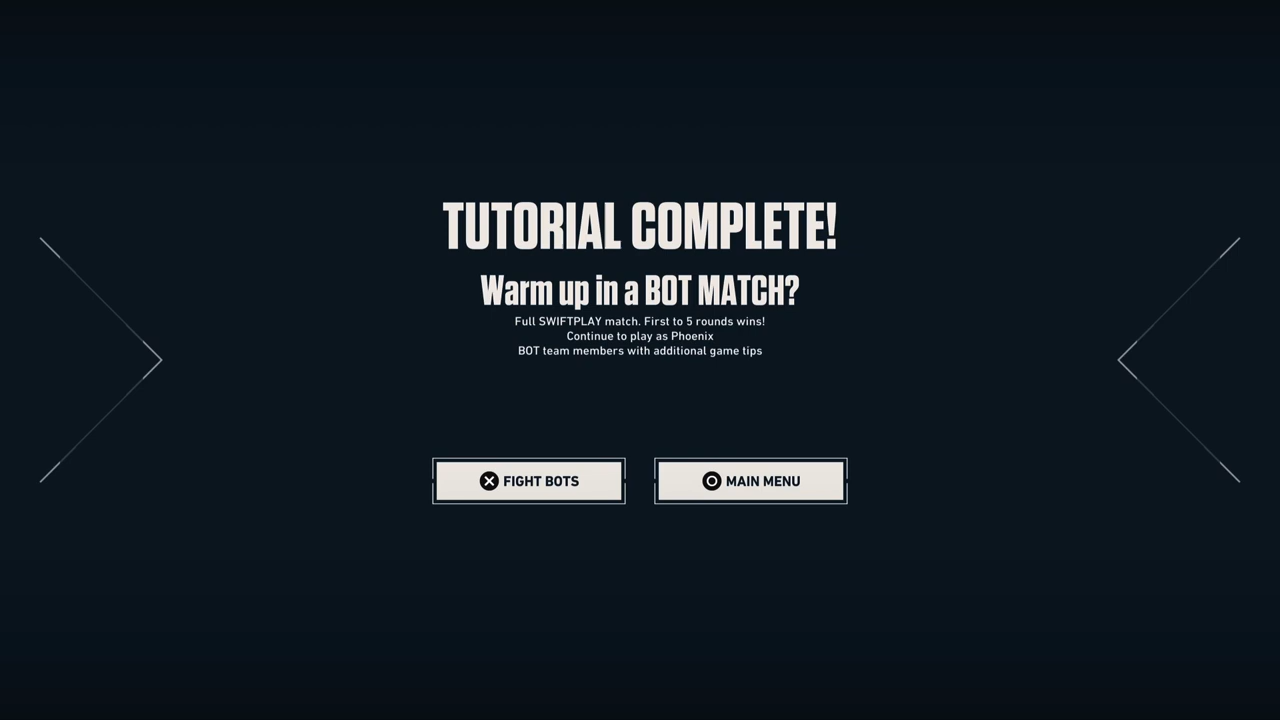 TUTORIAL COMPLETE!
Warm up in a BOT MATCH?
Full SWIFTPLAY match. First to 5 rounds wins!
Continue to play as Phoenix
BOT team members with additional game tips
FIGHT BOTS
MAIN MENU